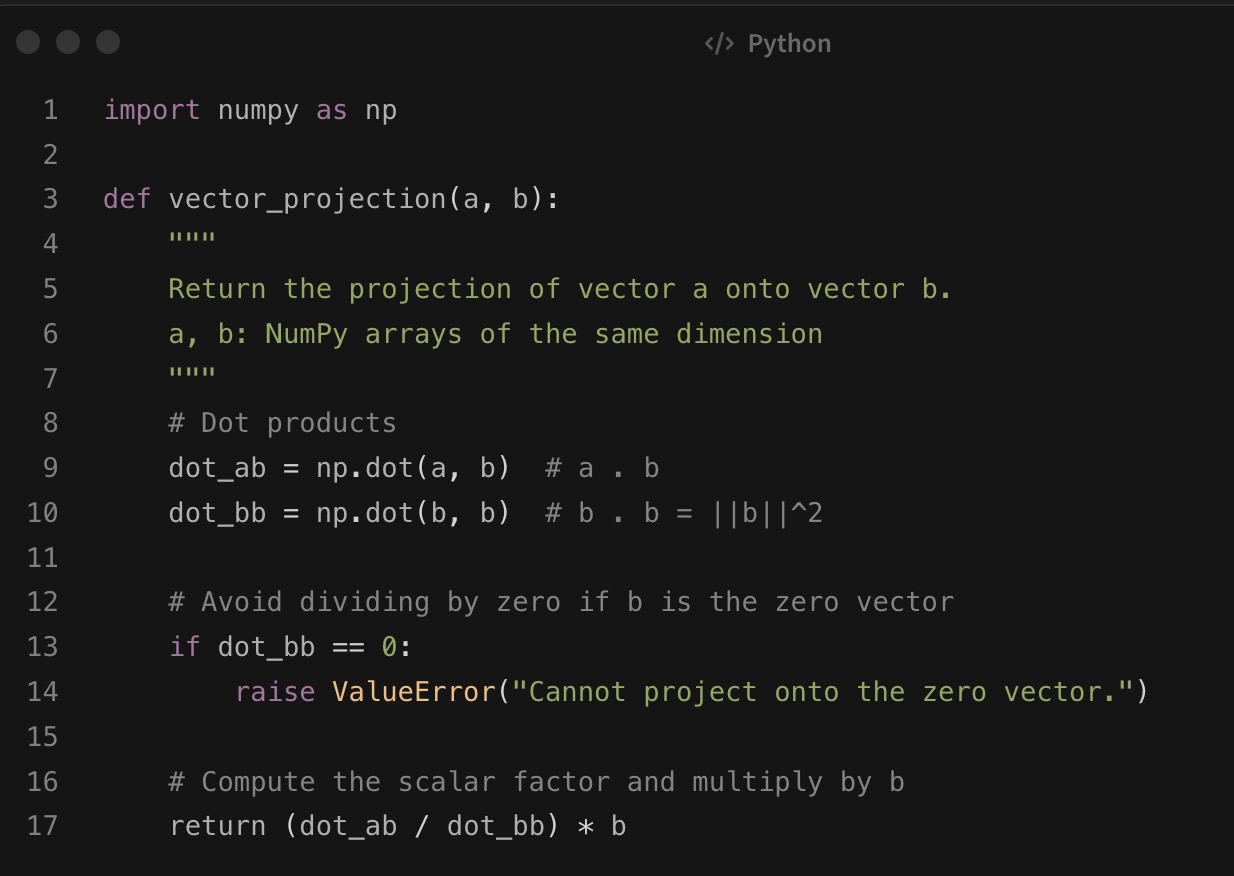 </> Python
1 import numpy as np
2
3 def vector_projection(a, b):
4     """
5     Return the projection of vector a onto vector b.
6     a, b: NumPy arrays of the same dimension
7     """
8     # Dot products
9     dot_ab = np.dot(a, b)  # a . b
10     dot_bb = np.dot(b, b)  # b . b = ||b||^2
11
12     # Avoid dividing by zero if b is the zero vector
13     if dot_bb == 0:
14         raise ValueError("Cannot project onto the zero vector.")
15
16     # Compute the scalar factor and multiply by b
17     return (dot_ab / dot_bb) * b